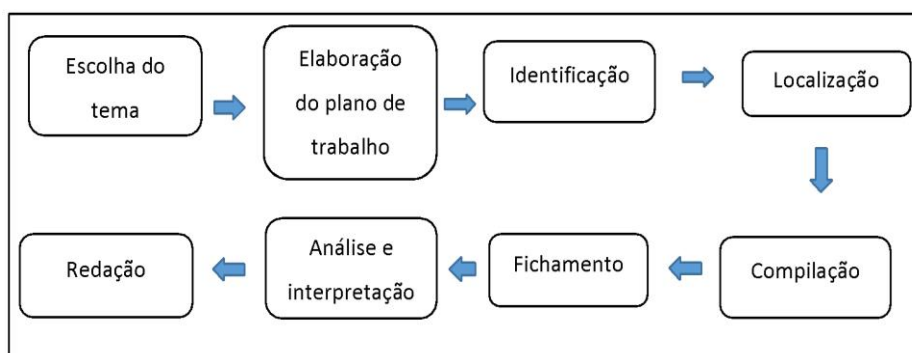 Escolha do
tema
Elaboração
do plano de
trabalho
Identificação
Localização
Compilação
Fichamento
Análise e
interpretação
Redação